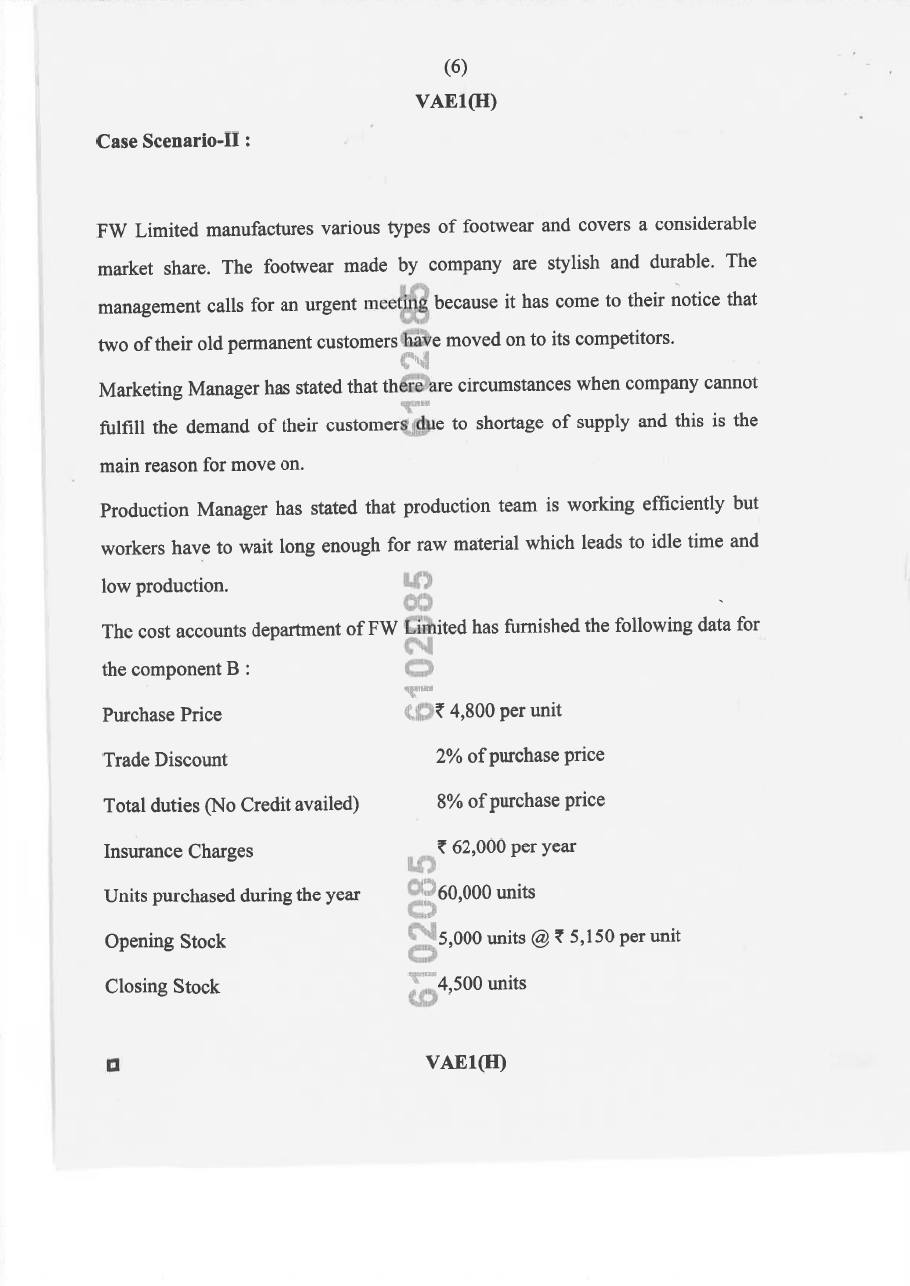 (6)
VAE1(H)
Case Scenario-II :
FW Limited manufactures various types of footwear and covers a considerable
market share. The footwear made by company are stylish and durable. The
management calls for an urgent meeting because it has come to their notice that
two of their old permanent customers have moved on to its competitors.
Marketing Manager has stated that there are circumstances when company cannot
fulfill the demand of their customers due to shortage of supply and this is the
main reason for move on.
Production Manager has stated that production team is working efficiently but
workers have to wait long enough for raw material which leads to idle time and
low production.
The cost accounts department of FW Limited has furnished the following data for
the component B :
Purchase Price ₹ 4,800 per unit
Trade Discount 2% of purchase price
Total duties (No Credit availed) 8% of purchase price
Insurance Charges ₹ 62,000 per year
Units purchased during the year 60,000 units
Opening Stock 5,000 units @ ₹ 5,150 per unit
Closing Stock 4,500 units
VAE1(H)
6102085
6102085
6102085